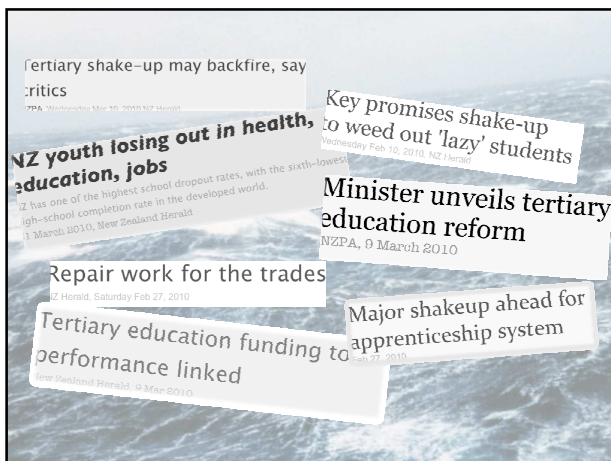 Tertiary shake-up may backfire, say
critics
NZPA, Wednesday Mar 10, 2010 NZ Herald
Key promises shake-up
to weed out 'lazy' students
Wednesday Feb 10, 2010, NZ Herald
NZ youth losing out in health,
education, jobs
NZ has one of the highest school dropout rates, with the sixth-lowest
high-school completion rate in the developed world.
1 March 2010, New Zealand Herald
Minister unveils tertiary
education reform
NZPA, 9 March 2010
Repair work for the trades
NZ Herald, Saturday Feb 27, 2010
Major shakeup ahead for
apprenticeship system
Feb 27, 2010
Tertiary education funding to
performance linked
New Zealand Herald, 9 Mar 2010